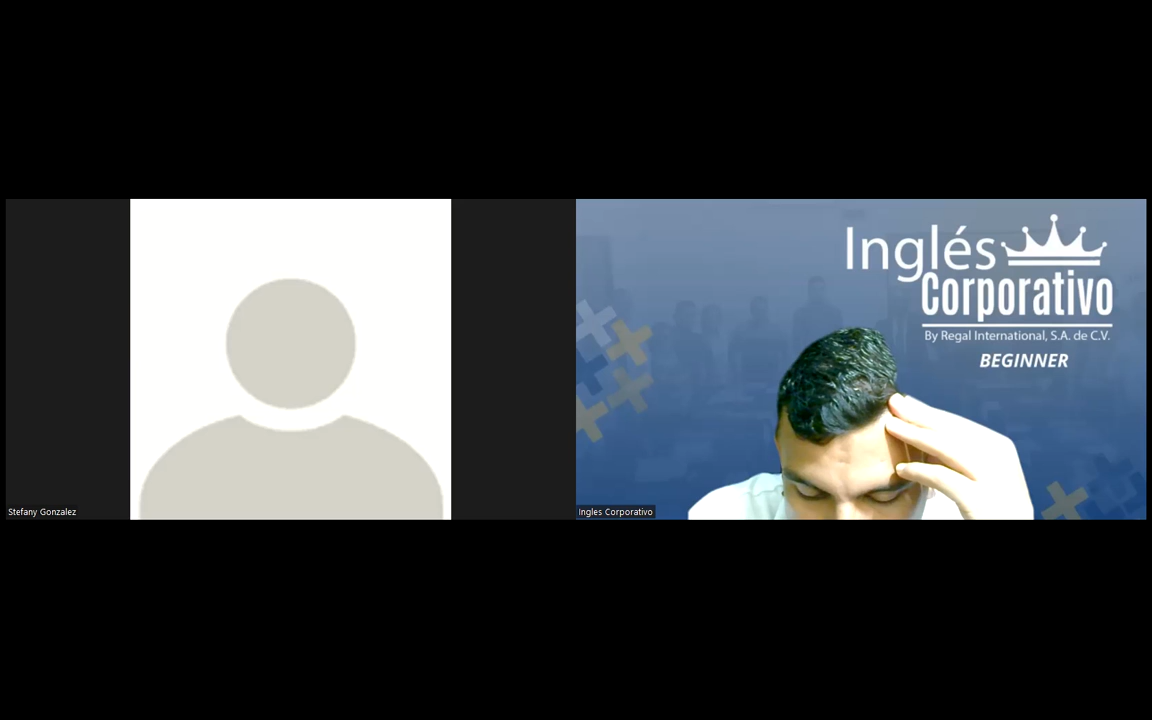 Inglés
Corporativo
By Regal International, S.A. de C.V.
BEGINNER
Stefany Gonzalez
Ingles Corporativo